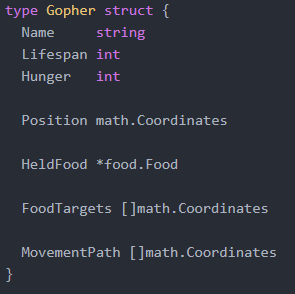 type Gopher struct {
Name     string
Lifespan int
Hunger   int
Position math.Coordinates
HeldFood *food.Food
FoodTargets []math.Coordinates
MovementPath []math.Coordinates
}